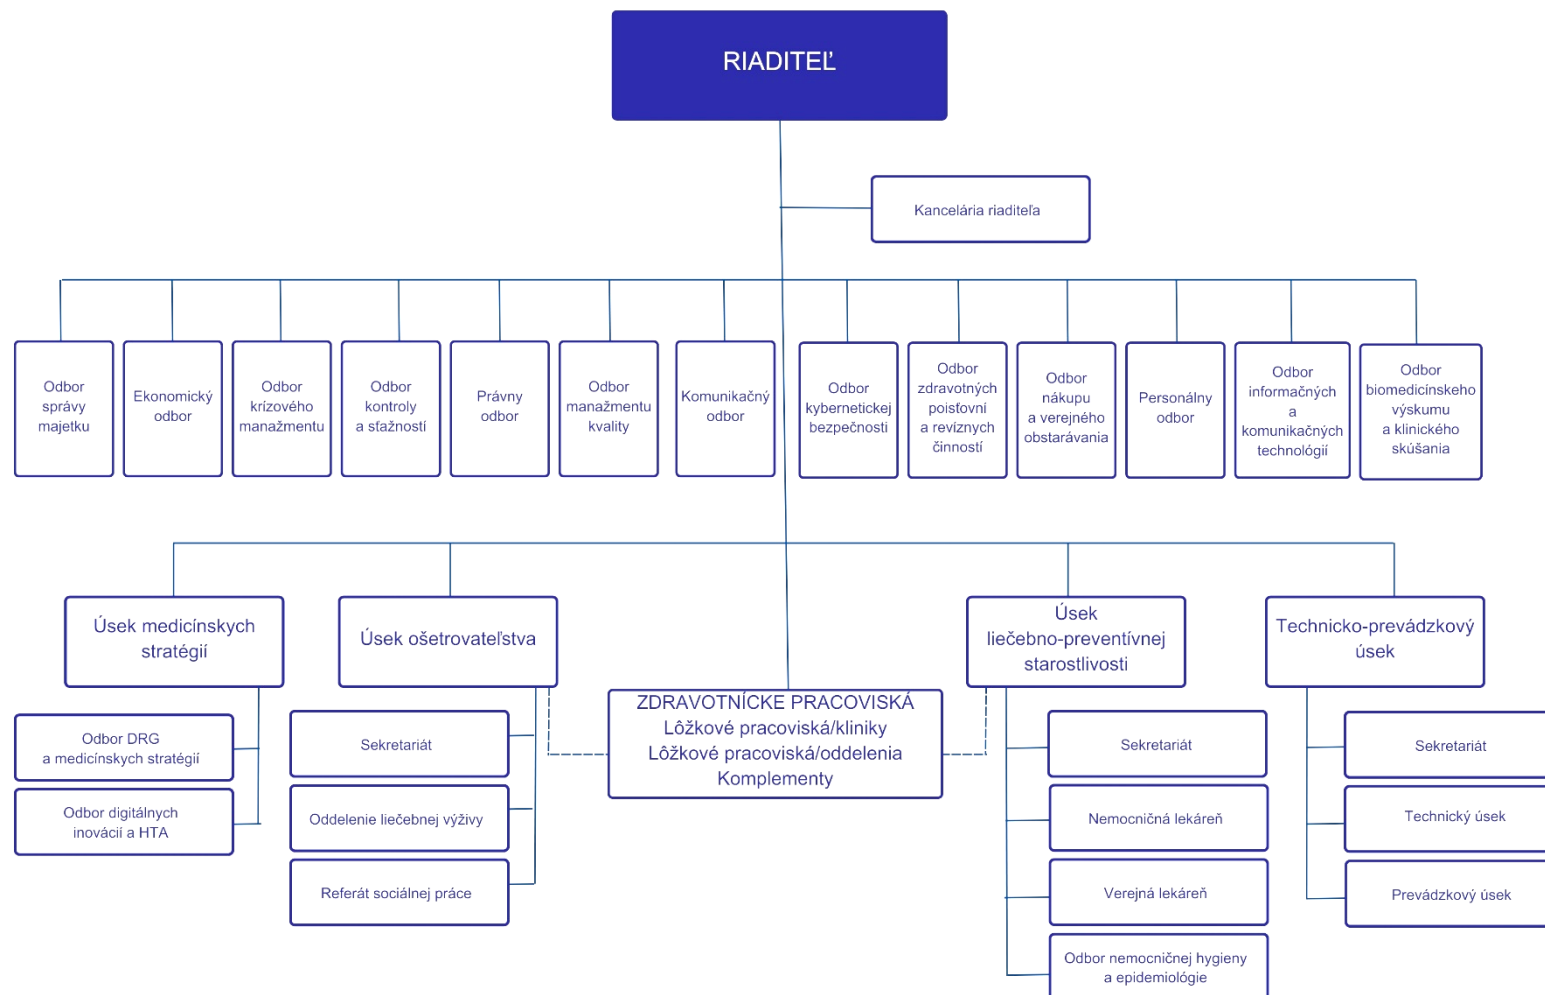 RIADITEĽ
Kancelária riaditeľa
Odbor
správy
majetku
Ekonomický
odbor
Odbor
krízového
manažmentu
Odbor
kontroly
a sťažností
Právny
odbor
Odbor
manažmentu
kvality
Komunikačný
odbor
Odbor
kybernetickej
bezpečnosti
Odbor
zdravotných
poisťovní
a revíznych
činností
Odbor
nákupu
a verejného
obstarávania
Personálny
odbor
Odbor
informačných
a
komunikačných
technológií
Odbor
biomedicínskeho
výskumu
a klinického
skúšania
Úsek medicínskych
stratégií
Úsek ošetrovateľstva
Úsek
liečebno-preventívnej
starostlivosti
Technicko-prevádzkový
úsek
ZDRAVOTNÍCKE PRACOVISKÁ
Lôžkové pracoviská/kliniky
Lôžkové pracoviská/oddelenia
Komplementy
Odbor DRG
a medicínskych stratégií
Odbor digitálnych
inovácií a HTA
Sekretariát
Oddelenie liečebnej výživy
Referát sociálnej práce
Sekretariát
Nemocničná lekáreň
Verejná lekáreň
Odbor nemocničnej hygieny
a epidemiológie
Sekretariát
Technický úsek
Prevádzkový úsek